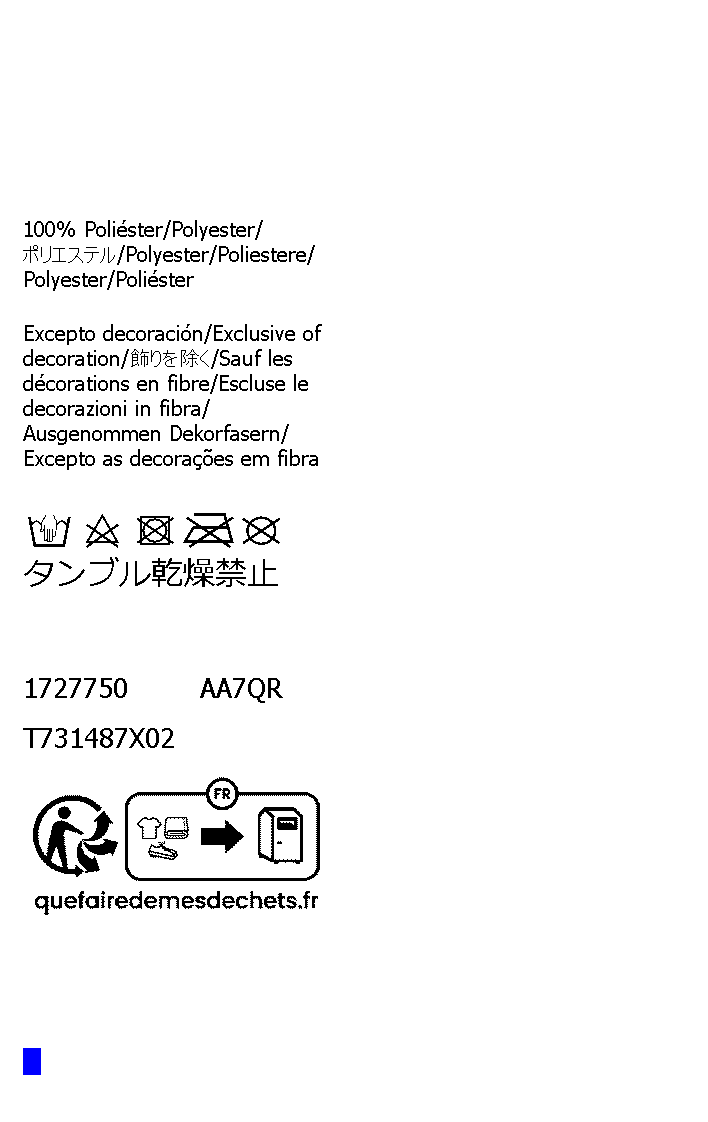 100% Poliéster/Polyester/
ポリエステル/Polyester/Poliestere/
Polyester/Poliéster
Excepto decoración/Exclusive of
decoration/飾りを除く/Sauf les
décorations en fibre/Escluse le
decorazioni in fibra/
Ausgenommen Dekorfasern/
Excepto as decorações em fibra
タンブル乾燥禁止
1727750 AA7QR
T731487X02
FR
quefairedemesdechets.fr